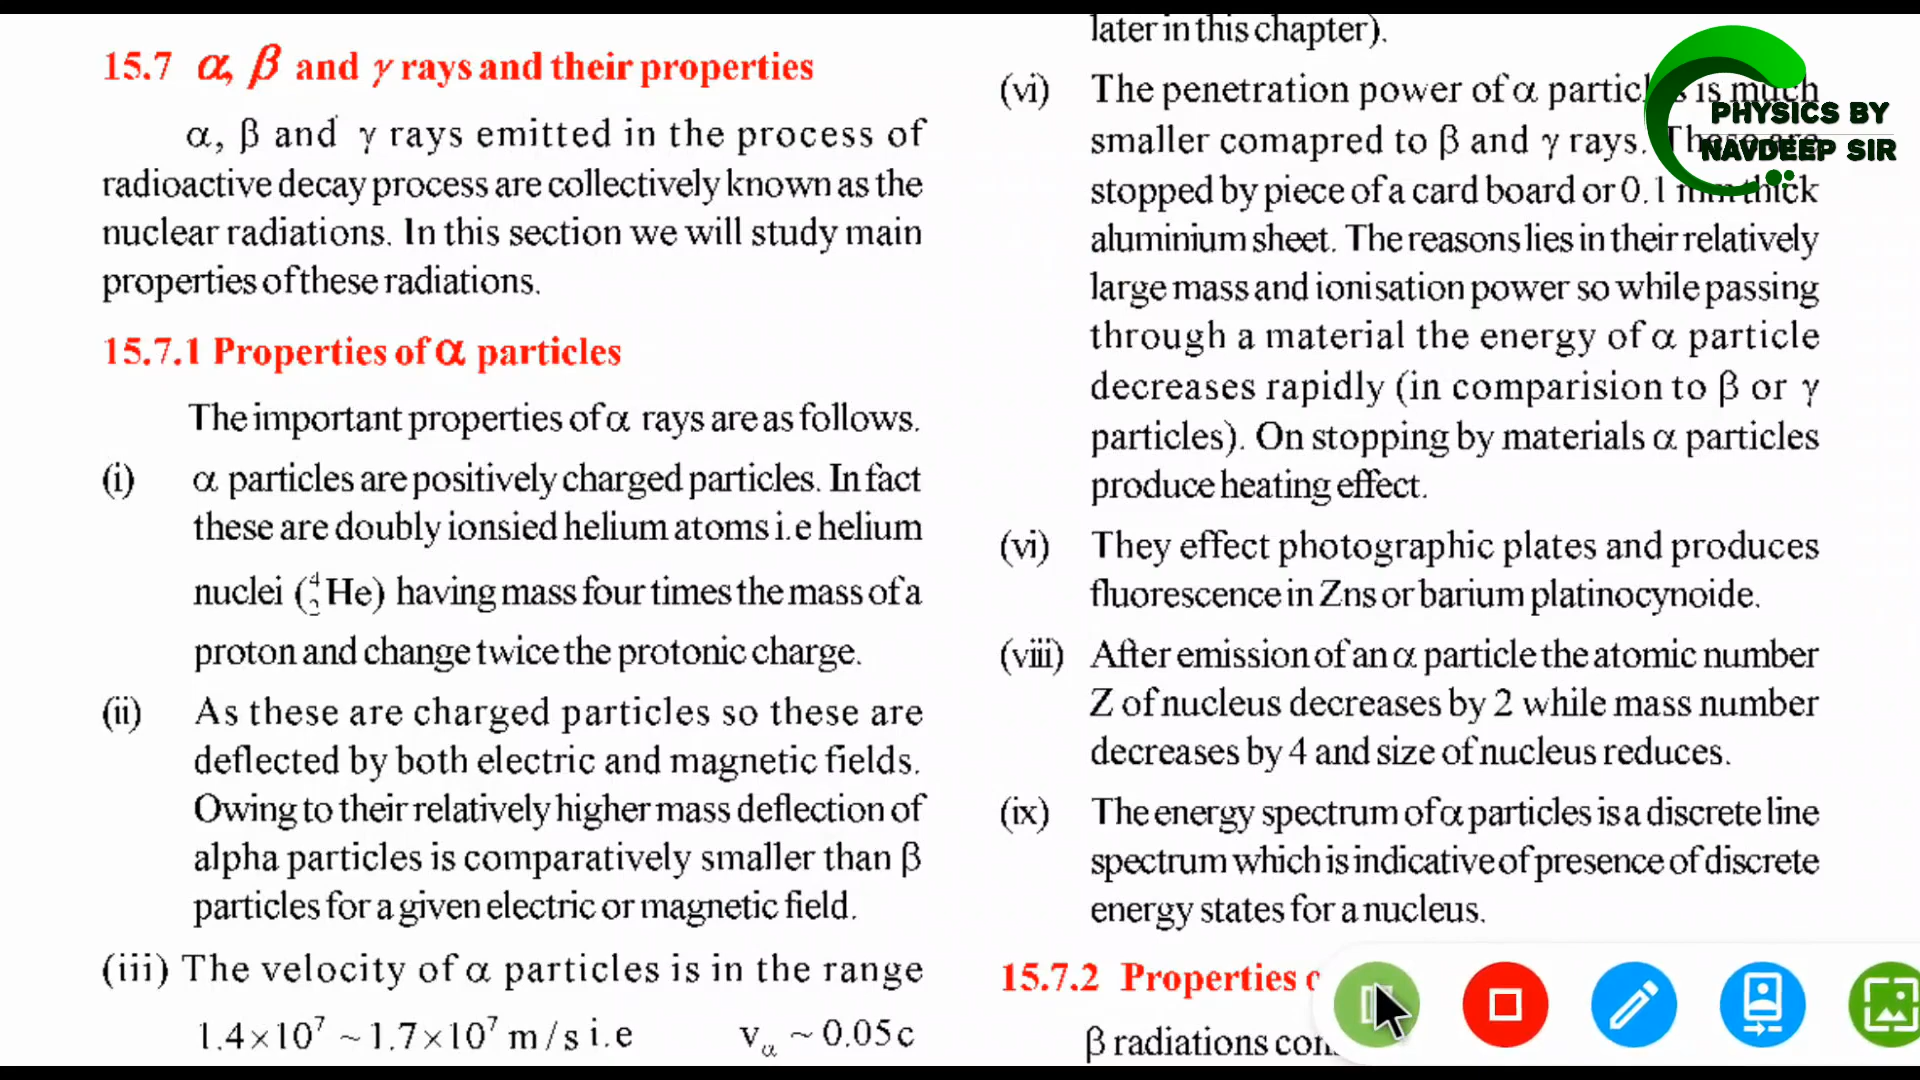 15.7 α, β and γ rays and their properties
α, β and γ rays emitted in the process of
radioactive decay process are collectively known as the
nuclear radiations. In this section we will study main
properties of these radiations.
15.7.1 Properties of α particles
The important properties of α rays are as follows.
(i) α particles are positively charged particles. In fact
these are doubly ionsied helium atoms i.e helium
nuclei (⁴₂He) having mass four times the mass of a
proton and change twice the protonic charge.
(ii) As these are charged particles so these are
deflected by both electric and magnetic fields.
Owing to their relatively higher mass deflection of
alpha particles is comparatively smaller than β
particles for a given electric or magnetic field.
(iii) The velocity of α particles is in the range
1.4×10⁷ ~ 1.7×10⁷ m/s i.e vα ~ 0.05c
later in this chapter).
(vi) The penetration power of α particles is much
smaller comapred to β and γ rays. These are
stopped by piece of a card board or 0.1 mm thick
aluminium sheet. The reasons lies in their relatively
large mass and ionisation power so while passing
through a material the energy of α particle
decreases rapidly (in comparision to β or γ
particles). On stopping by materials α particles
produce heating effect.
(vi) They effect photographic plates and produces
fluorescence in Zns or barium platinocynoide.
(viii) After emission of an α particle the atomic number
Z of nucleus decreases by 2 while mass number
decreases by 4 and size of nucleus reduces.
(ix) The energy spectrum of α particles is a discrete line
spectrum which is indicative of presence of discrete
energy states for a nucleus.
15.7.2 Properties
β radiations
PHYSICS BY
NAVDEEP SIR